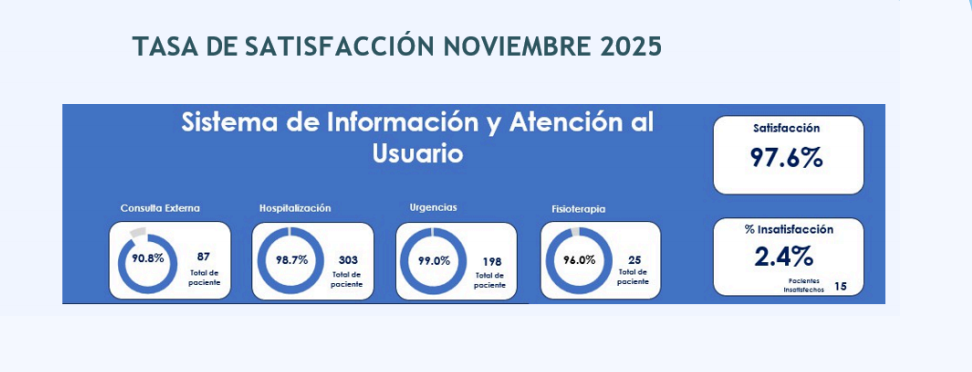 TASA DE SATISFACCIÓN NOVIEMBRE 2025
Sistema de Información y Atención al
Usuario
Satisfacción
97.6%
Consulta Externa
90.8%
87
Total de
paciente
Hospitalización
98.7%
303
Total de
paciente
Urgencias
99.0%
198
Total de
paciente
Fisioterapia
96.0%
25
Total de
paciente
% Insatisfacción
2.4%
Pacientes
Insatisfechos
15